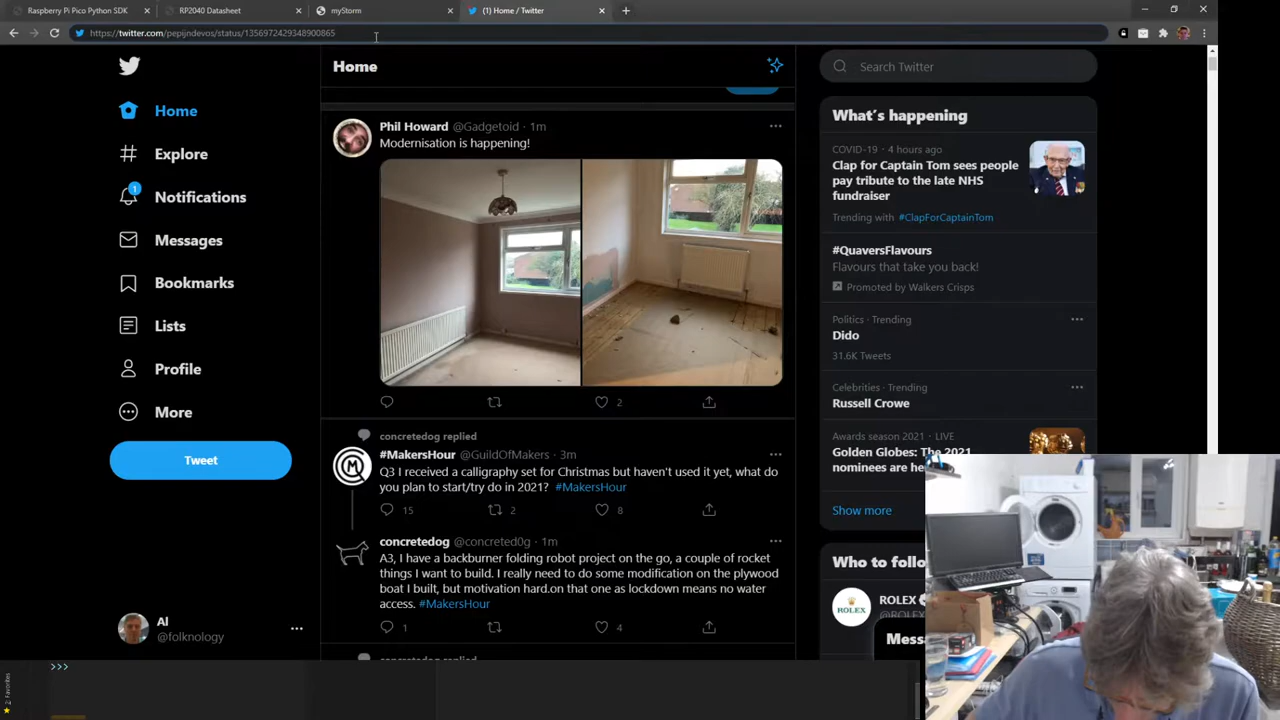 Raspberry Pi Pico Python SDK
RP2040 Datasheet
myStorm
(1) Home / Twitter
https://twitter.com/pepijndevos/status/1356972429348900865
Home
Explore
Notifications
1
Messages
Bookmarks
Lists
Profile
More
Tweet
Al
@folknology
Home
Phil Howard @Gadgetoid · 1m
Modernisation is happening!
2
concretedog replied
#MakersHour @GuildOfMakers · 3m
Q3 I received a calligraphy set for Christmas but haven't used it yet, what do
you plan to start/try do in 2021? #MakersHour
15 2 8
concretedog @concreted0g · 1m
A3, I have a backburner folding robot project on the go, a couple of rocket
things I want to build. I really need to do some modification on the plywood
boat I built, but motivation hard.on that one as lockdown means no water
access. #MakersHour
1 4
concretedog replied
Search Twitter
What's happening
COVID-19 · 4 hours ago
Clap for Captain Tom sees people
pay tribute to the late NHS
fundraiser
Trending with #ClapForCaptainTom
#QuaversFlavours
Flavours that take you back!
Promoted by Walkers Crisps
Politics · Trending
Dido
31.6K Tweets
Celebrities · Trending
Russell Crowe
Awards season 2021 · LIVE
Golden Globes: The 2021
nominees are he
Show more
Who to follo
ROLEX
ROLEX
Mess
>>>
2: Favorites